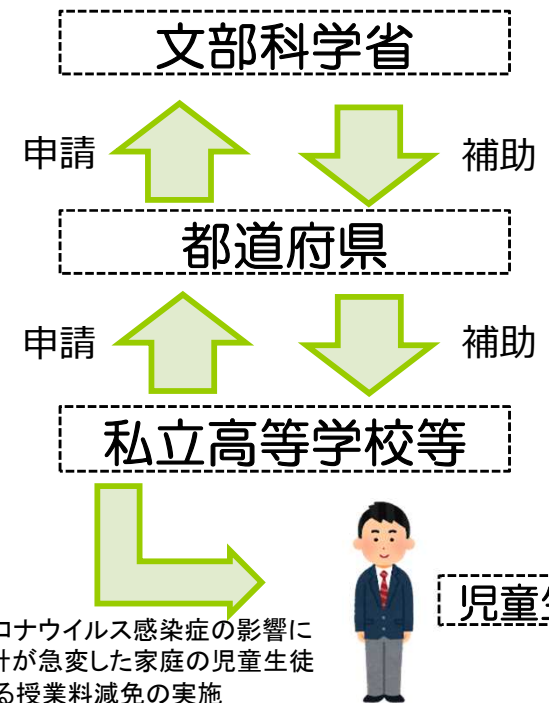 文部科学省
申請 補助
都道府県
申請 補助
私立高等学校等
児童
ロナウイルス感染症の影響に
計が急変した家庭の児童生徒
る授業料減免の実施